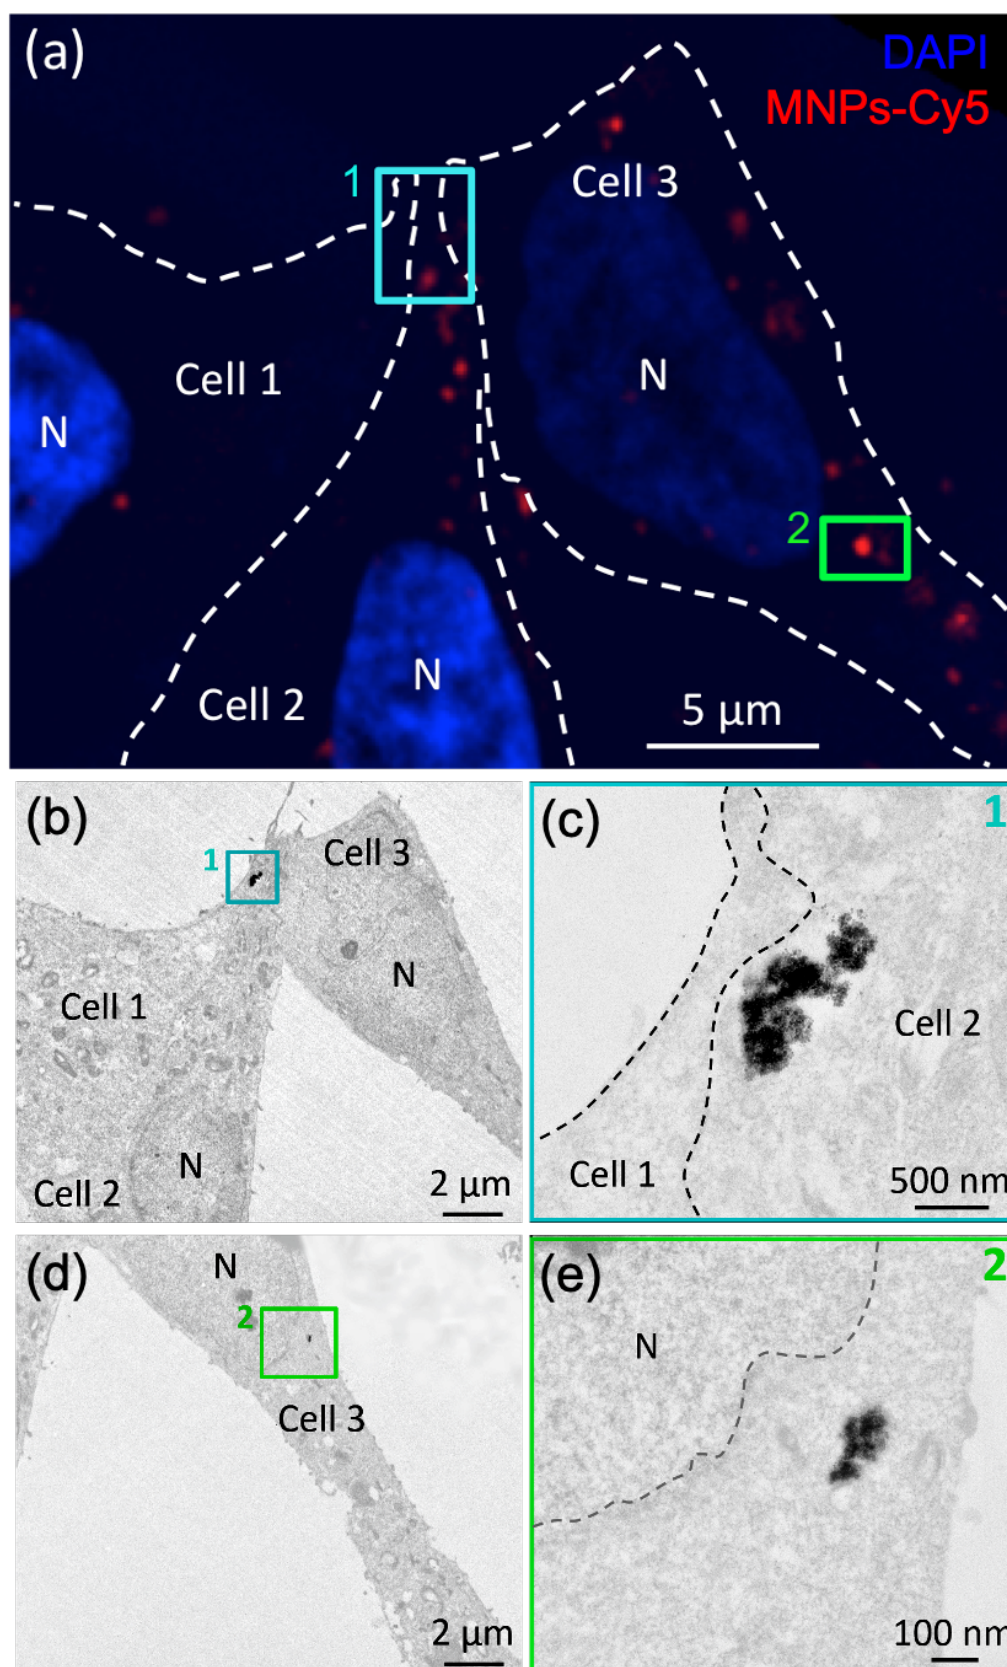 (a)
DAPI
MNPs-Cy5
1
Cell 3
Cell 1
N
N
2
N
Cell 2
5 µm
(b)
1
Cell 3
N
Cell 1
N
Cell 2
2 µm
(c)
1
Cell 2
Cell 1
500 nm
(d)
N
2
Cell 3
2 µm
(e)
2
N
100 nm